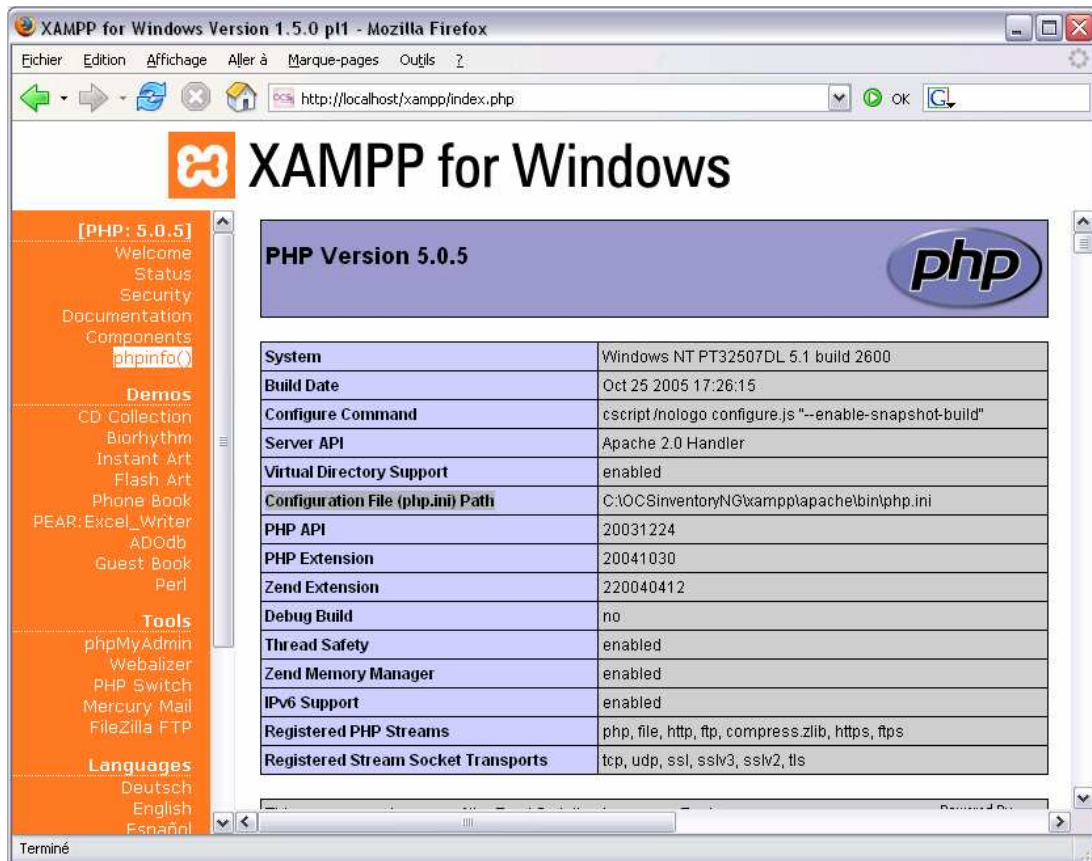 XAMPP for Windows Version 1.5.0 pl1 - Mozilla Firefox
Fichier Edition Affichage Aller à Marque-pages Outils ?
http://localhost/xampp/index.php OK G
XAMPP for Windows
[PHP: 5.0.5]
Welcome
Status
Security
Documentation
Components
phpinfo()
Demos
CD Collection
Biorhythm
Instant Art
Flash Art
Phone Book
PEAR:Excel_Writer
ADOdb
Guest Book
Perl
Tools
phpMyAdmin
Webalizer
PHP Switch
Mercury Mail
FileZilla FTP
Languages
Deutsch
English
Español
PHP Version 5.0.5
php
System Windows NT PT32507DL 5.1 build 2600
Build Date Oct 25 2005 17:26:15
Configure Command cscript /nologo configure.js "--enable-snapshot-build"
Server API Apache 2.0 Handler
Virtual Directory Support enabled
Configuration File (php.ini) Path C:\OCSinventoryNG\xampp\apache\bin\php.ini
PHP API 20031224
PHP Extension 20041030
Zend Extension 220040412
Debug Build no
Thread Safety enabled
Zend Memory Manager enabled
IPv6 Support enabled
Registered PHP Streams php, file, http, ftp, compress.zlib, https, ftps
Registered Stream Socket Transports tcp, udp, ssl, sslv3, sslv2, tls
Terminé